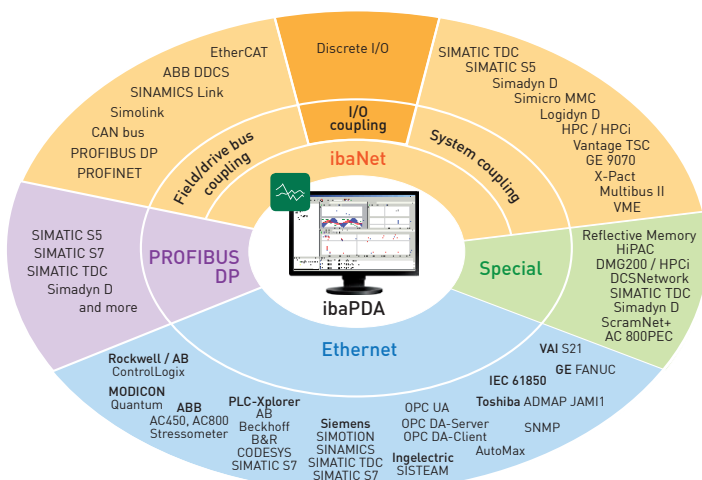 EtherCAT
ABB DDCS
SINAMICS Link
Simolink
CAN bus
PROFIBUS DP
PROFINET
Discrete I/O
SIMATIC TDC
SIMATIC S5
Simadyn D
Simicro MMC
Logidyn D
HPC / HPCi
Vantage TSC
GE 9070
X-Pact
Multibus II
VME
Field/drive bus
coupling
I/O
coupling
System coupling
ibaNet
SIMATIC S5
SIMATIC S7
SIMATIC TDC
Simadyn D
and more
PROFIBUS
DP
ibaPDA
Special
Reflective Memory
HiPAC
DMG200 / HPCi
DCSNetwork
SIMATIC TDC
Simadyn D
ScramNet+
AC 800PEC
Ethernet
Rockwell / AB
ControlLogix
MODICON
Quantum
ABB
AC450, AC800
Stressometer
PLC-Xplorer
AB
Beckhoff
B&R
CODESYS
SIMATIC S7
Siemens
SIMOTION
SINAMICS
SIMATIC TDC
SIMATIC S7
OPC UA
OPC DA-Server
OPC DA-Client
Ingelectric
SISTEAM
VAI S21
GE FANUC
IEC 61850
Toshiba ADMAP JAMI1
SNMP
AutoMax